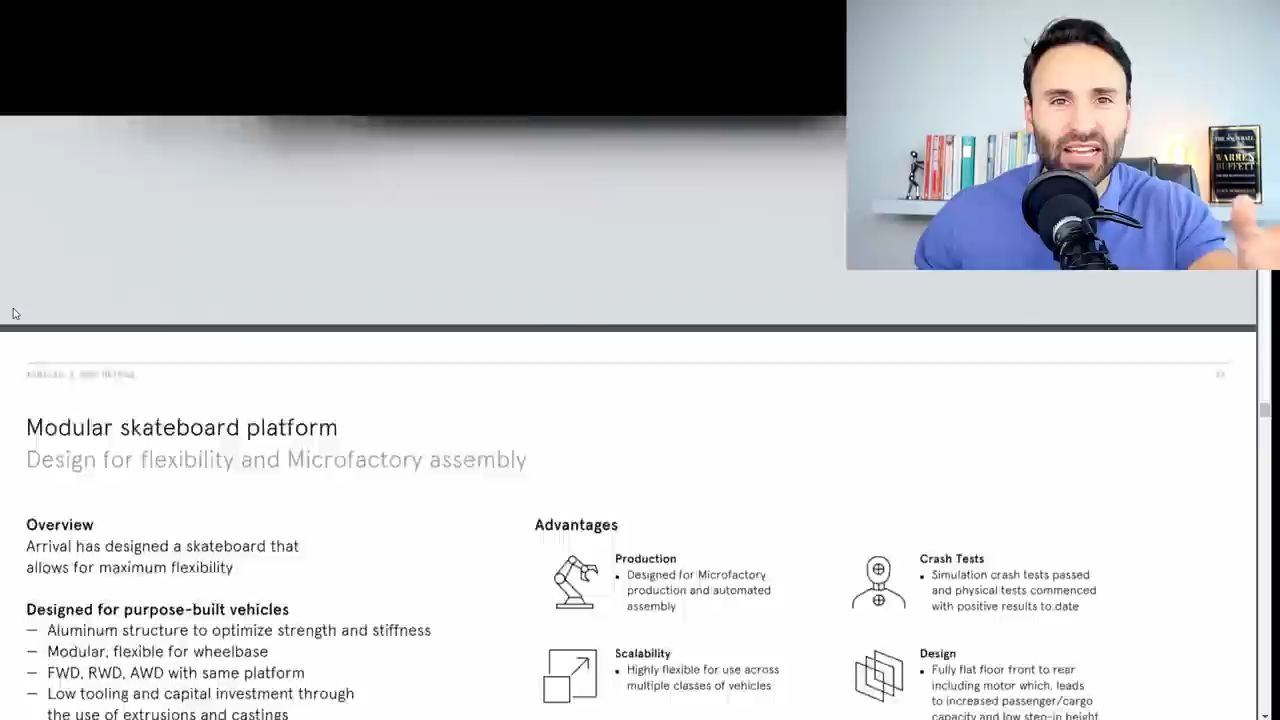 THE SNOWBALL
WARREN
BUFFETT
Modular skateboard platform
Design for flexibility and Microfactory assembly
Overview
Arrival has designed a skateboard that
allows for maximum flexibility
Designed for purpose-built vehicles
— Aluminum structure to optimize strength and stiffness
— Modular, flexible for wheelbase
— FWD, RWD, AWD with same platform
— Low tooling and capital investment through
the use of extrusions and castings
Advantages
Production
• Designed for Microfactory
production and automated
assembly
Crash Tests
• Simulation crash tests passed
and physical tests commenced
with positive results to.date
Scalability
• Highly flexible for use across
multiple classes of vehicles
Design
• Fully flat floor front to rear
including motor which, leads
to increased passenger/cargo
capacity and low step-in height